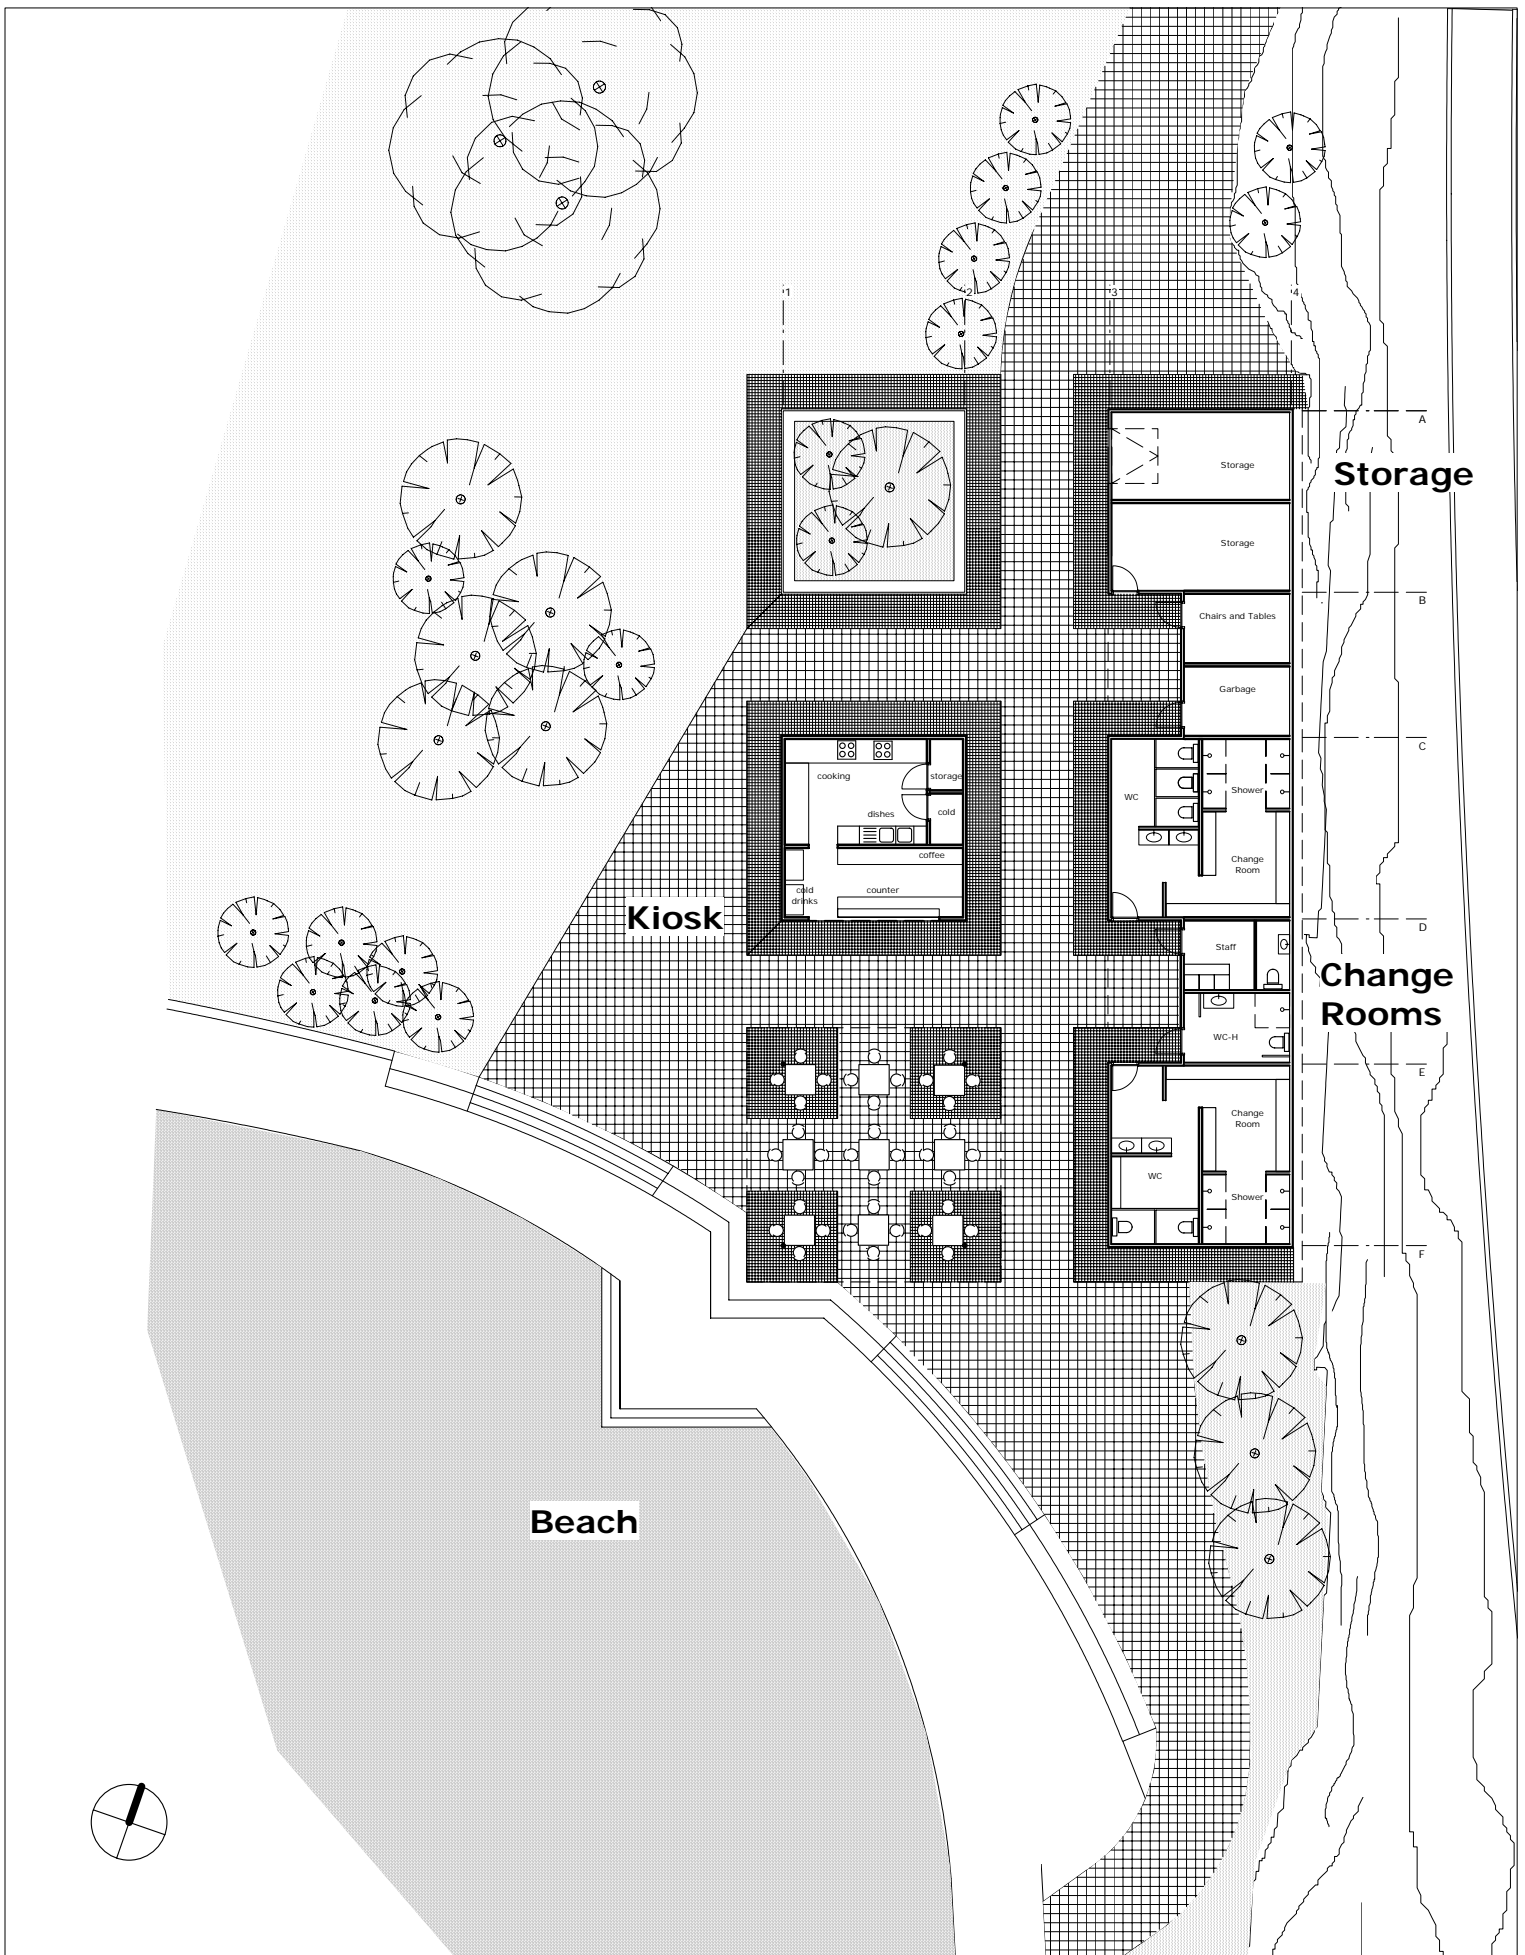 1
2
3
4
A
Storage
Storage
Storage
B
Chairs and Tables
Garbage
C
cooking
storage
WC
Shower
dishes
cold
coffee
Change
Room
cold
drinks
counter
Kiosk
D
Staff
Change
Rooms
WC-H
E
Change
Room
WC
Shower
F
Beach